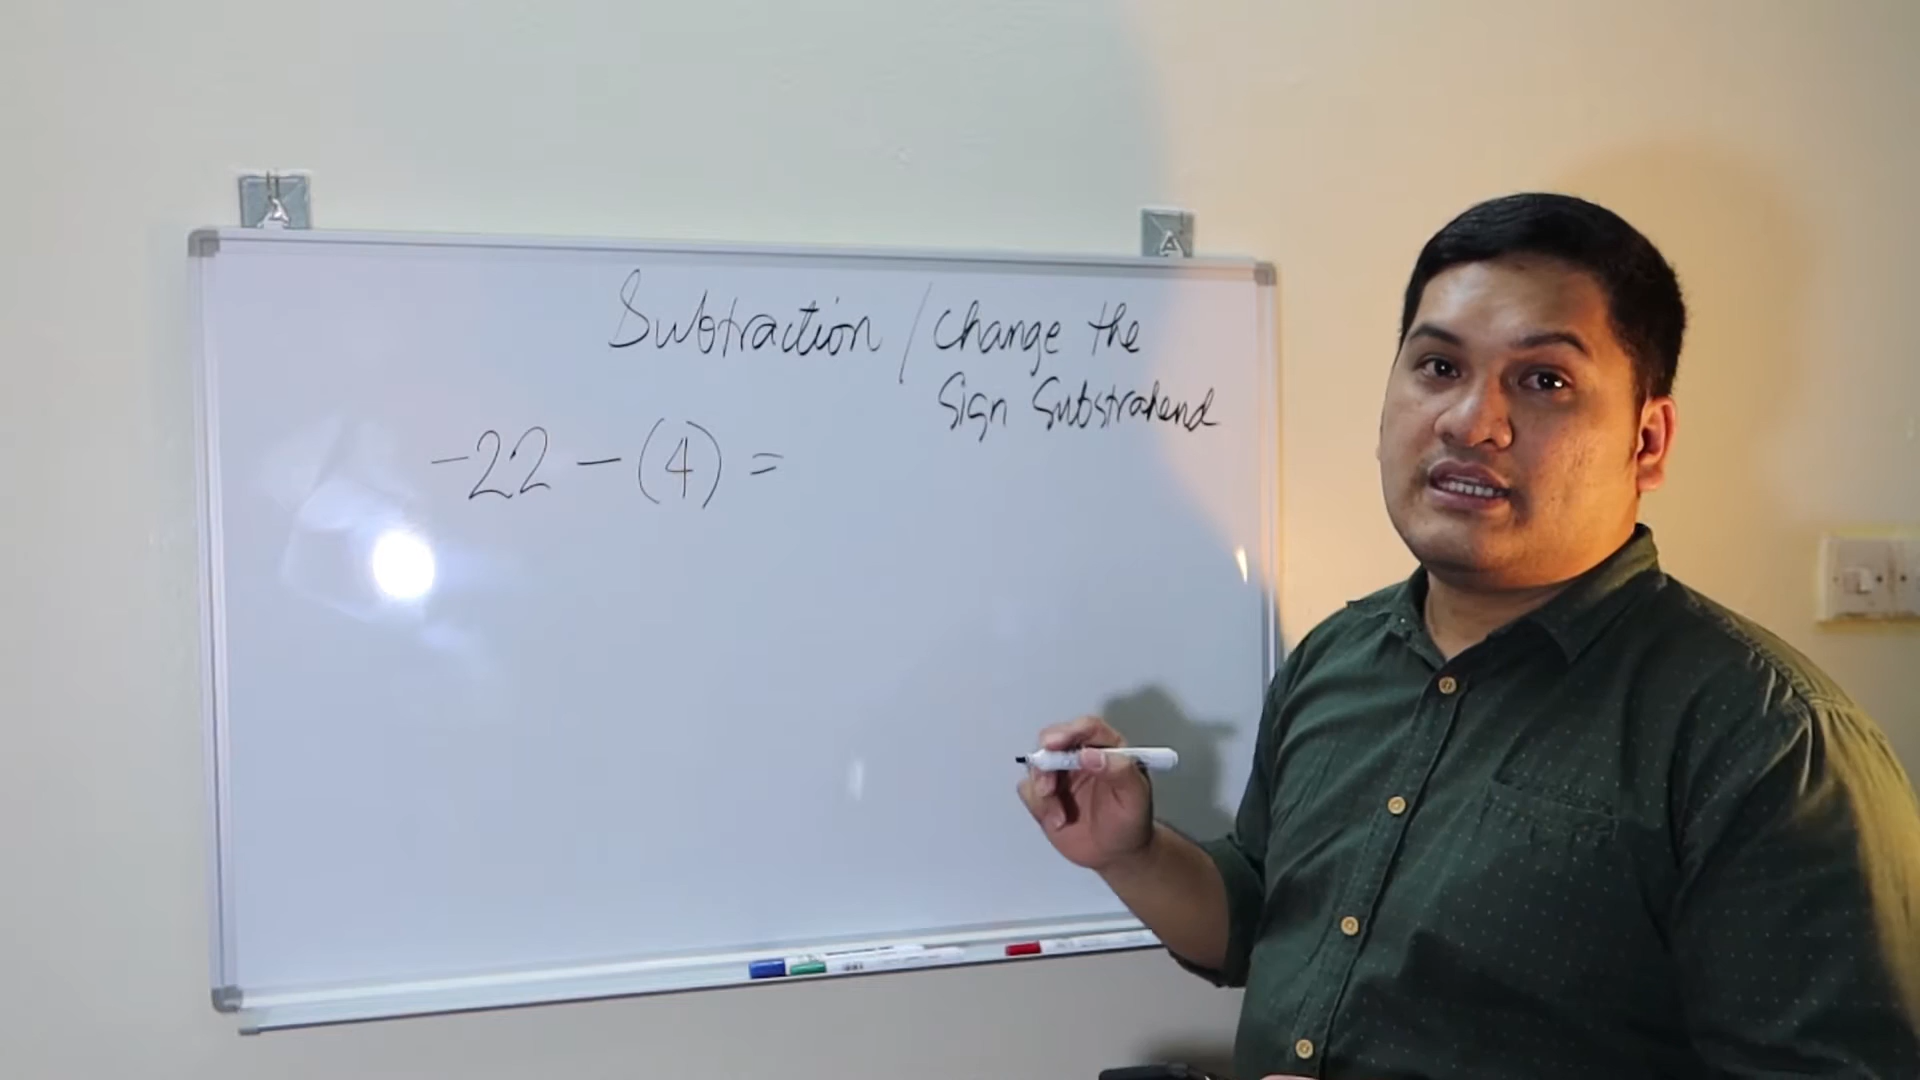 Subtraction / Change the
Sign Substrahend
-22 - (4) =